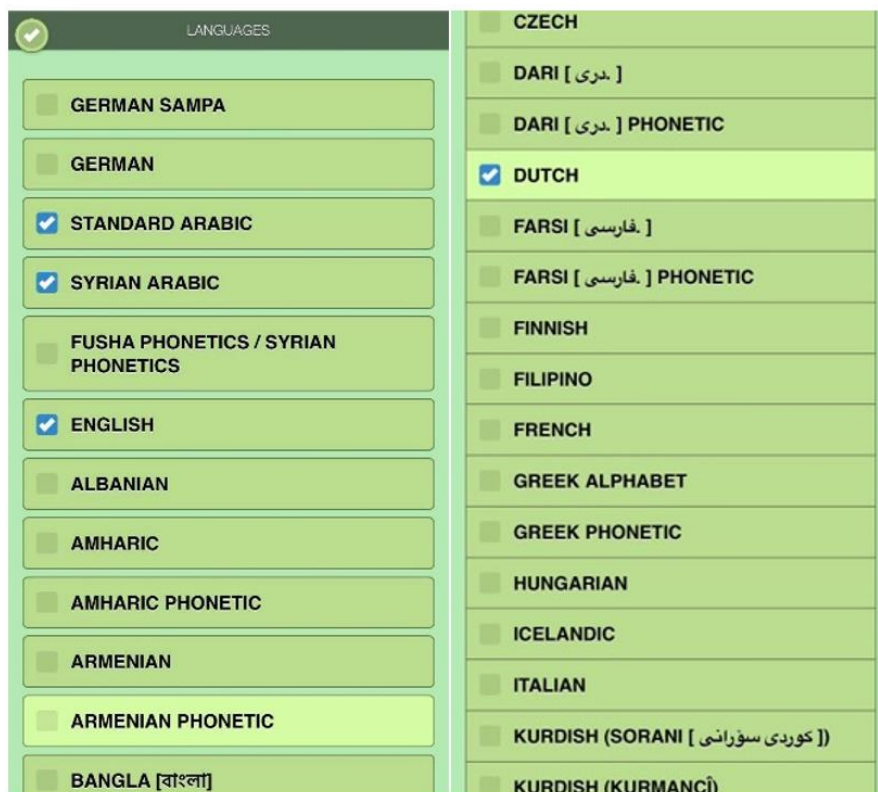 LANGUAGES
GERMAN SAMPA
GERMAN
STANDARD ARABIC
SYRIAN ARABIC
FUSHA PHONETICS / SYRIAN
PHONETICS
ENGLISH
ALBANIAN
AMHARIC
AMHARIC PHONETIC
ARMENIAN
ARMENIAN PHONETIC
BANGLA [বাংলা]
CZECH
DARI [ دری. ]
DARI [ دری. ] PHONETIC
DUTCH
FARSI [ فارسی. ]
FARSI [ فارسی. ] PHONETIC
FINNISH
FILIPINO
FRENCH
GREEK ALPHABET
GREEK PHONETIC
HUNGARIAN
ICELANDIC
ITALIAN
KURDISH (SORANI [ کوردی سۆرانی ])
KURDISH (KURMANCÎ)